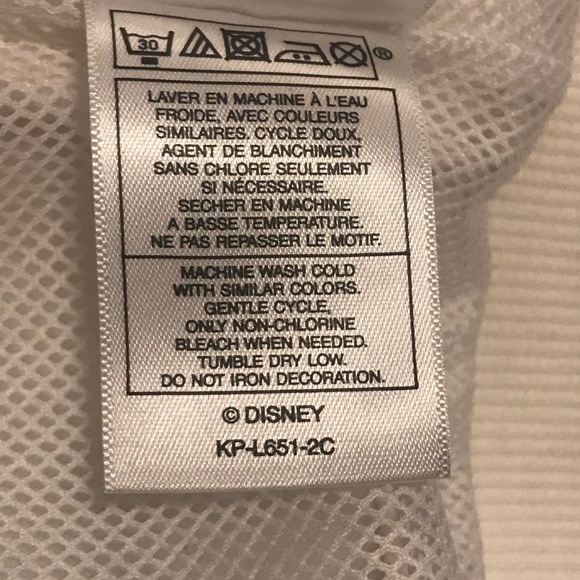 30
®
LAVER EN MACHINE À L'EAU
FROIDE, AVEC COULEURS
SIMILAIRES. CYCLE DOUX.
AGENT DE BLANCHIMENT
SANS CHLORE SEULEMENT
SI NÉCESSAIRE.
SECHER EN MACHINE
A BASSE TEMPERATURE.
NE PAS REPASSER LE MOTIF.
MACHINE WASH COLD
WITH SIMILAR COLORS.
GENTLE CYCLE.
ONLY NON-CHLORINE
BLEACH WHEN NEEDED.
TUMBLE DRY LOW.
DO NOT IRON DECORATION.
© DISNEY
KP-L651-2C